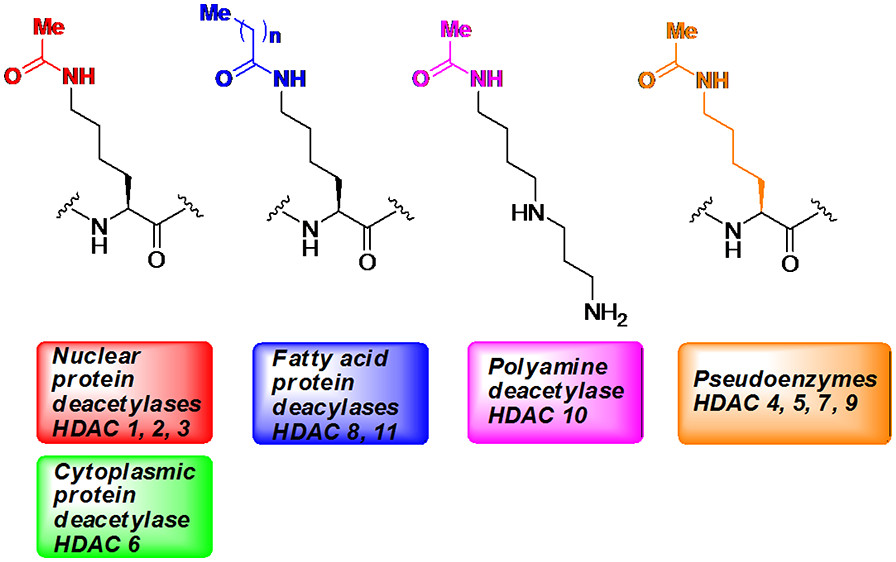 Me
O
NH
N
H
O
Me
n
O
NH
N
H
O
Me
O
NH
HN
NH2
Me
O
NH
N
H
O
Nuclear
protein
deacetylases
HDAC 1, 2, 3
Fatty acid
protein
deacylases
HDAC 8, 11
Polyamine
deacetylase
HDAC 10
Pseudoenzymes
HDAC 4, 5, 7, 9
Cytoplasmic
protein
deacetylase
HDAC 6